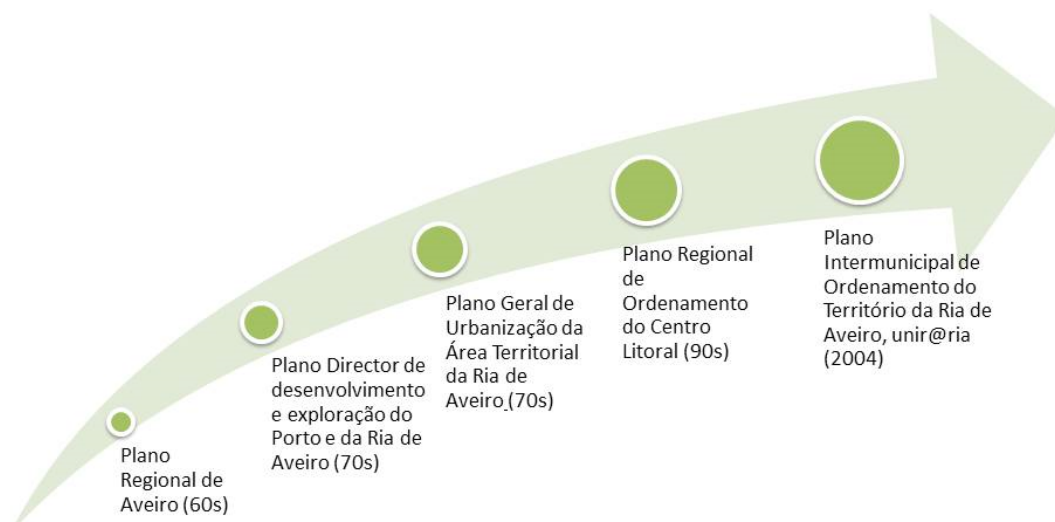 Plano
Regional de
Aveiro (60s)
Plano Director de
desenvolvimento
e exploração do
Porto e da Ria de
Aveiro (70s)
Plano Geral de
Urbanização da
Área Territorial
da Ria de
Aveiro (70s)
Plano Regional
de
Ordenamento
do Centro
Litoral (90s)
Plano
Intermunicipal de
Ordenamento do
Território da Ria de
Aveiro, unir@ria
(2004)